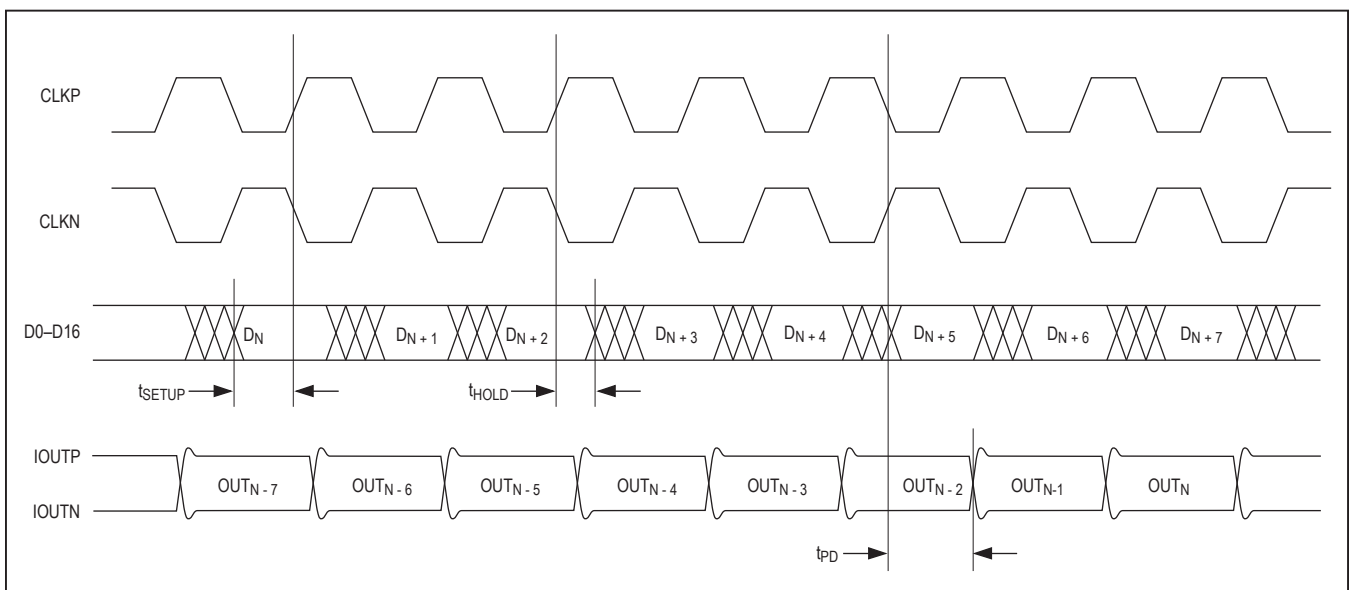 CLKP
CLKN
D0–D16
DN DN + 1 DN + 2 DN + 3 DN + 4 DN + 5 DN + 6 DN + 7
tSETUP tHOLD
IOUTP
OUTN - 7 OUTN - 6 OUTN - 5 OUTN - 4 OUTN - 3 OUTN - 2 OUTN-1 OUTN
IOUTN
tPD